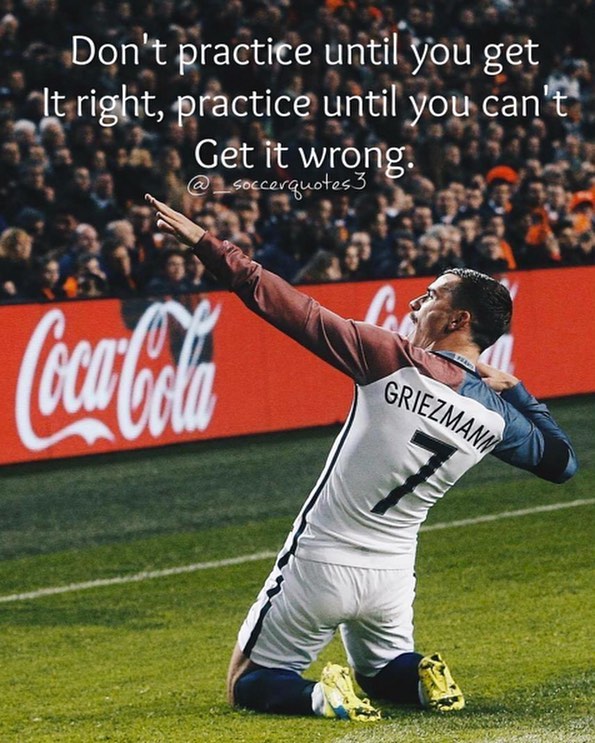 Don't practice until you get
It right, practice until you can't
Get it wrong.
@_soccerquotes3
Coca-Cola
GRIEZMANN
7